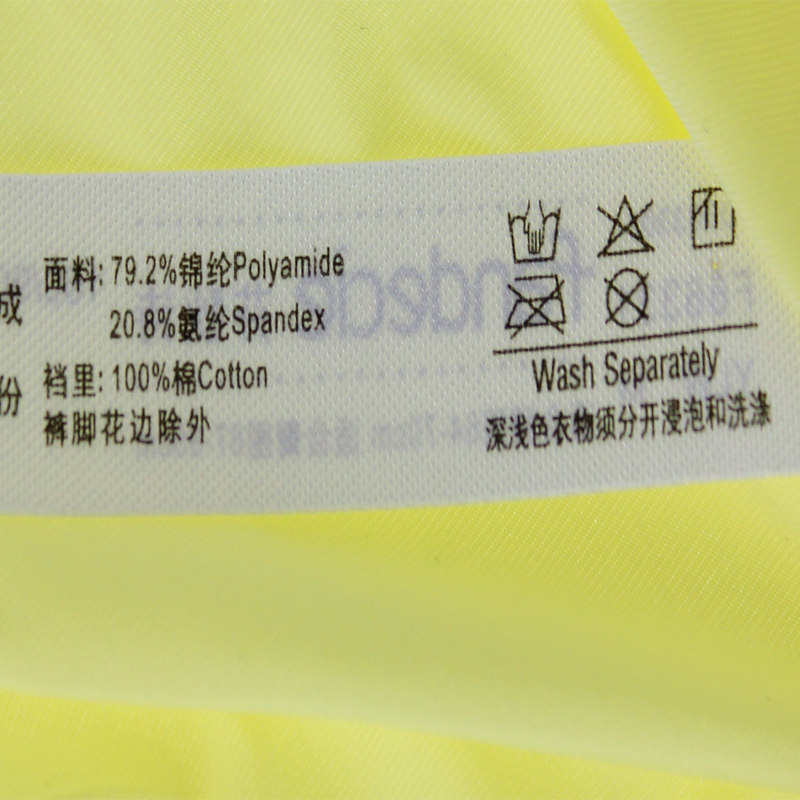 成
份
面料: 79.2%锦纶Polyamide
20.8%氨纶Spandex
裆里: 100%棉Cotton
裤脚花边除外
Wash Separately
深浅色衣物须分开浸泡和洗涤